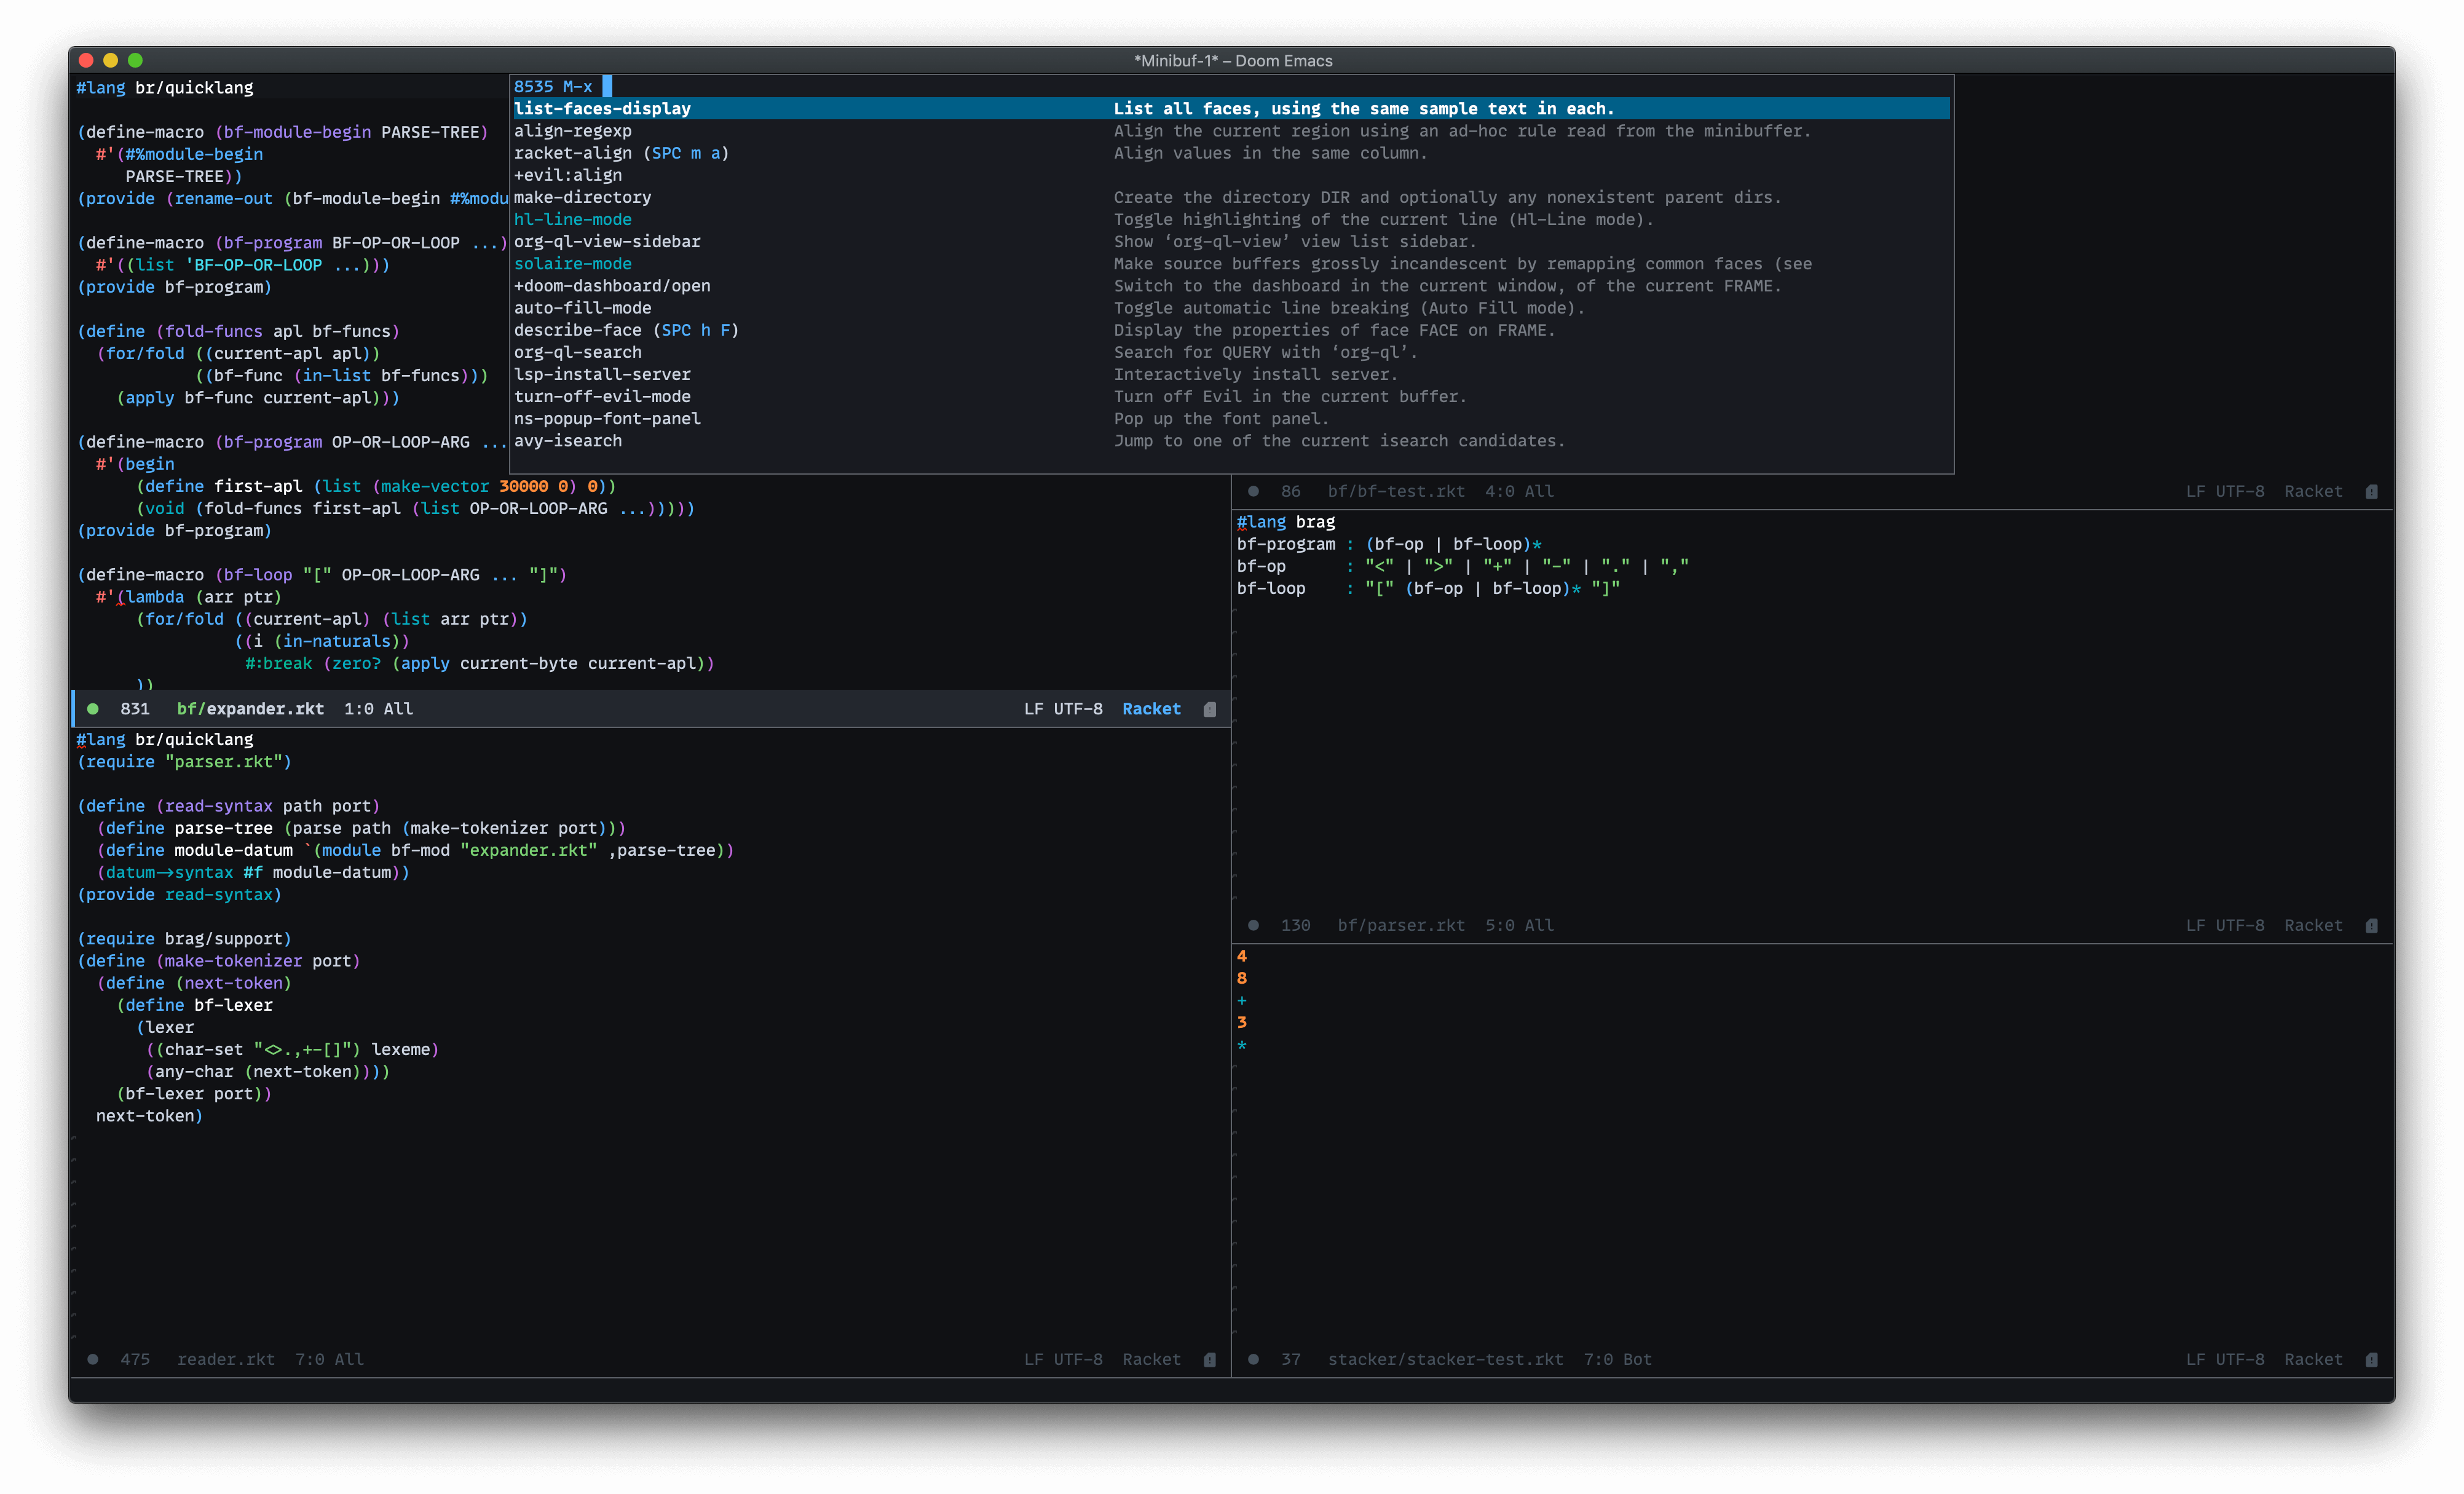 *Minibuf-1* – Doom Emacs
#lang br/quicklang
(define-macro (bf-module-begin PARSE-TREE)
#'(#%module-begin
PARSE-TREE))
(provide (rename-out (bf-module-begin #%modu
(define-macro (bf-program BF-OP-OR-LOOP ...)
#'((list 'BF-OP-OR-LOOP ...)))
(provide bf-program)
(define (fold-funcs apl bf-funcs)
(for/fold ((current-apl apl))
((bf-func (in-list bf-funcs)))
(apply bf-func current-apl)))
(define-macro (bf-program OP-OR-LOOP-ARG ...
#'(begin
(define first-apl (list (make-vector 30000 0) 0))
(void (fold-funcs first-apl (list OP-OR-LOOP-ARG ...)))))
(provide bf-program)
(define-macro (bf-loop "[" OP-OR-LOOP-ARG ... "]")
#'(lambda (arr ptr)
(for/fold ((current-apl) (list arr ptr))
((i (in-naturals))
#:break (zero? (apply current-byte current-apl))
))
831 bf/expander.rkt 1:0 All LF UTF-8 Racket
8535 M-x
list-faces-display List all faces, using the same sample text in each.
align-regexp Align the current region using an ad-hoc rule read from the minibuffer.
racket-align (SPC m a) Align values in the same column.
+evil:align
make-directory Create the directory DIR and optionally any nonexistent parent dirs.
hl-line-mode Toggle highlighting of the current line (Hl-Line mode).
org-ql-view-sidebar Show ‘org-ql-view’ view list sidebar.
solaire-mode Make source buffers grossly incandescent by remapping common faces (see
+doom-dashboard/open Switch to the dashboard in the current window, of the current FRAME.
auto-fill-mode Toggle automatic line breaking (Auto Fill mode).
describe-face (SPC h F) Display the properties of face FACE on FRAME.
org-ql-search Search for QUERY with ‘org-ql’.
lsp-install-server Interactively install server.
turn-off-evil-mode Turn off Evil in the current buffer.
ns-popup-font-panel Pop up the font panel.
avy-isearch Jump to one of the current isearch candidates.
86 bf/bf-test.rkt 4:0 All LF UTF-8 Racket
#lang brag
bf-program : (bf-op | bf-loop)*
bf-op : "<" | ">" | "+" | "-" | "." | ","
bf-loop : "[" (bf-op | bf-loop)* "]"
130 bf/parser.rkt 5:0 All LF UTF-8 Racket
#lang br/quicklang
(require "parser.rkt")
(define (read-syntax path port)
(define parse-tree (parse path (make-tokenizer port)))
(define module-datum `(module bf-mod "expander.rkt" ,parse-tree))
(datum->syntax #f module-datum))
(provide read-syntax)
(require brag/support)
(define (make-tokenizer port)
(define (next-token)
(define bf-lexer
(lexer
((char-set "<>.,+-[]") lexeme)
(any-char (next-token))))
(bf-lexer port))
next-token)
475 reader.rkt 7:0 All LF UTF-8 Racket
4
8
+
3
*
37 stacker/stacker-test.rkt 7:0 Bot LF UTF-8 Racket